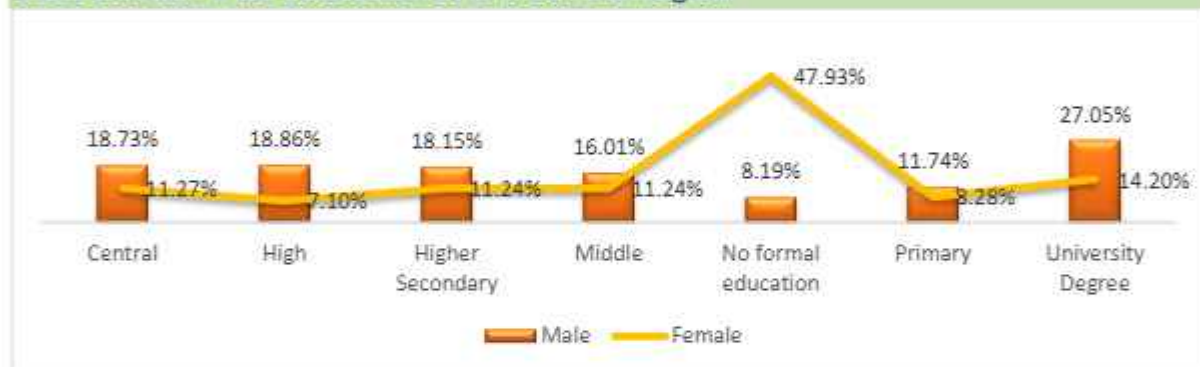 47.93%
27.05%
18.73%
18.86%
18.15%
16.01%
11.74%
8.19%
11.27%
7.10%
11.24%
11.24%
8.28%
14.20%
Central
High
Higher
Secondary
Middle
No formal
education
Primary
University
Degree
Male
Female